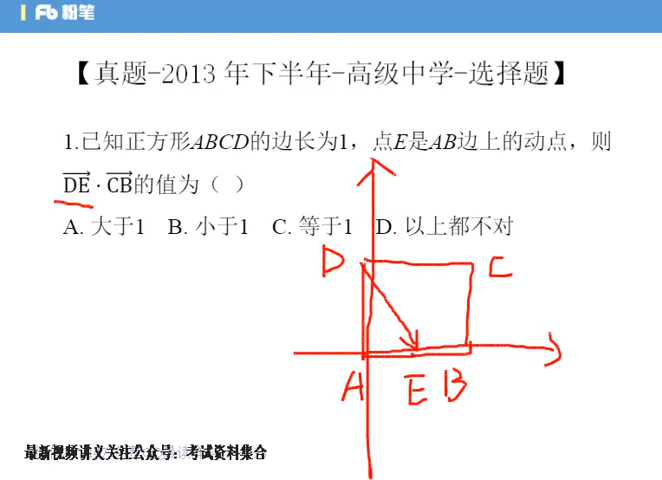 粉笔
【真题-2013年下半年-高级中学-选择题】
1.已知正方形ABCD的边长为1，点E是AB边上的动点，则
DE · CB的值为（ ）
A. 大于1 B. 小于1 C. 等于1 D. 以上都不对
D C
A E B
最新视频讲义关注公众号：考试资料集合